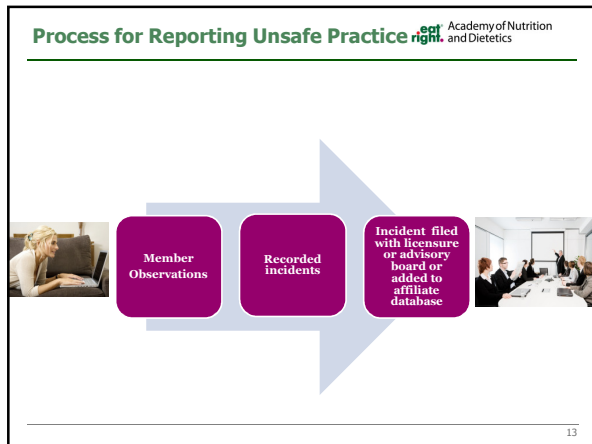 Process for Reporting Unsafe Practice
eat right. Academy of Nutrition
and Dietetics
Member
Observations
Recorded
incidents
Incident filed
with licensure
or advisory
board or
added to
affiliate
database
13